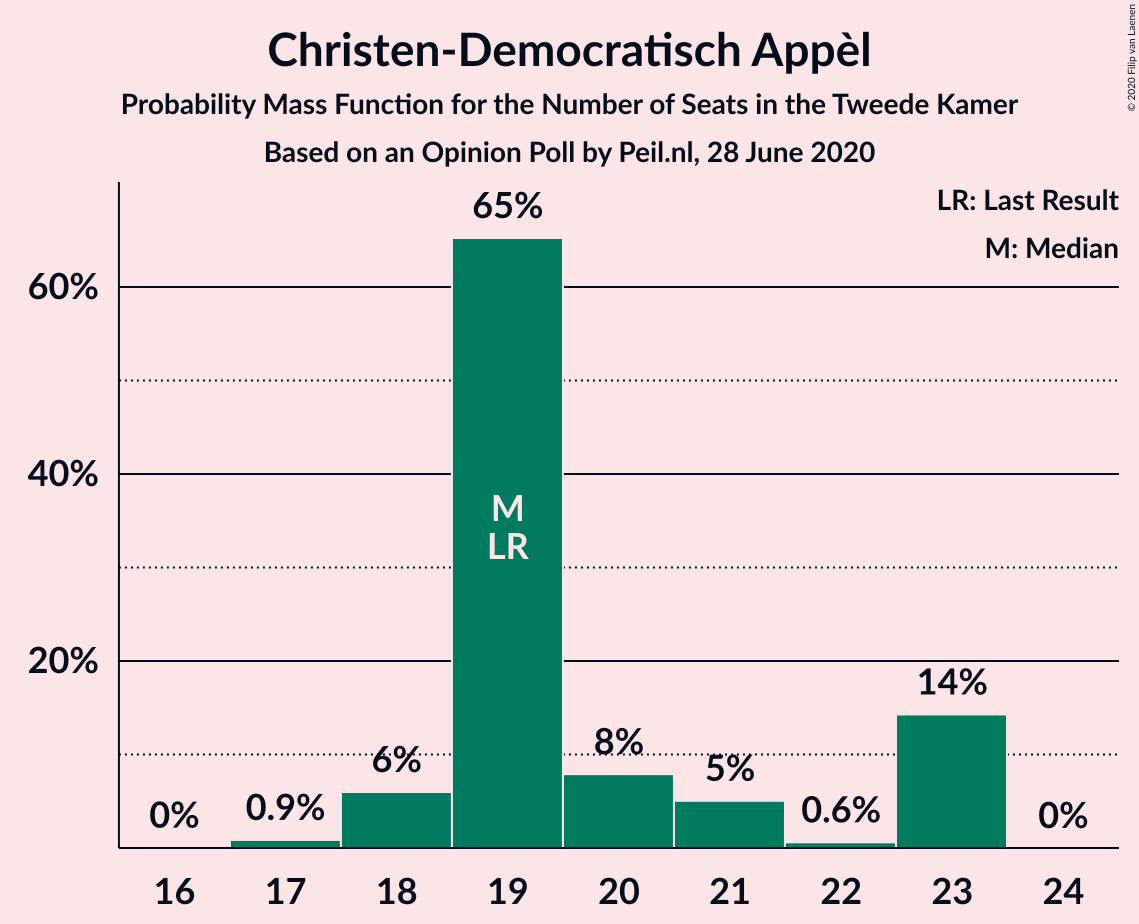 Christen-Democratisch Appèl
Probability Mass Function for the Number of Seats in the Tweede Kamer
Based on an Opinion Poll by Peil.nl, 28 June 2020
© 2020 Filip van Laenen
LR: Last Result
M: Median
60%
40%
20%
0%
0.9%
6%
65%
M
LR
8%
5%
0.6%
14%
0%
16 17 18 19 20 21 22 23 24